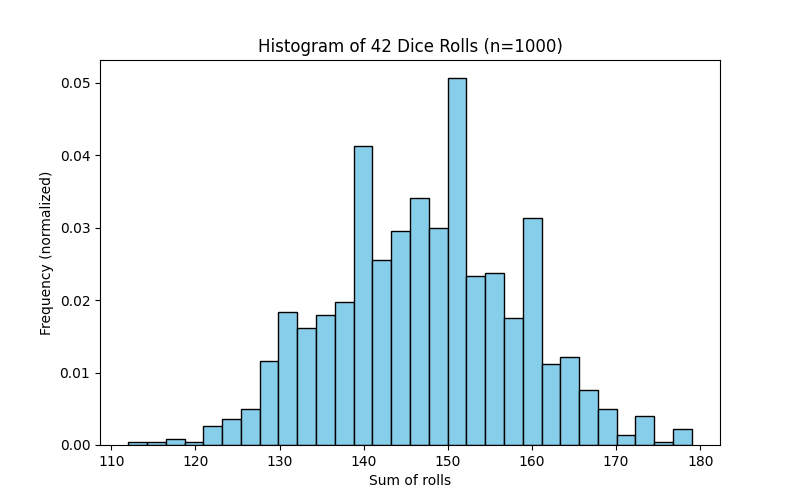 Histogram of 42 Dice Rolls (n=1000)
Frequency (normalized)
0.05
0.04
0.03
0.02
0.01
0.00
110 120 130 140 150 160 170 180
Sum of rolls